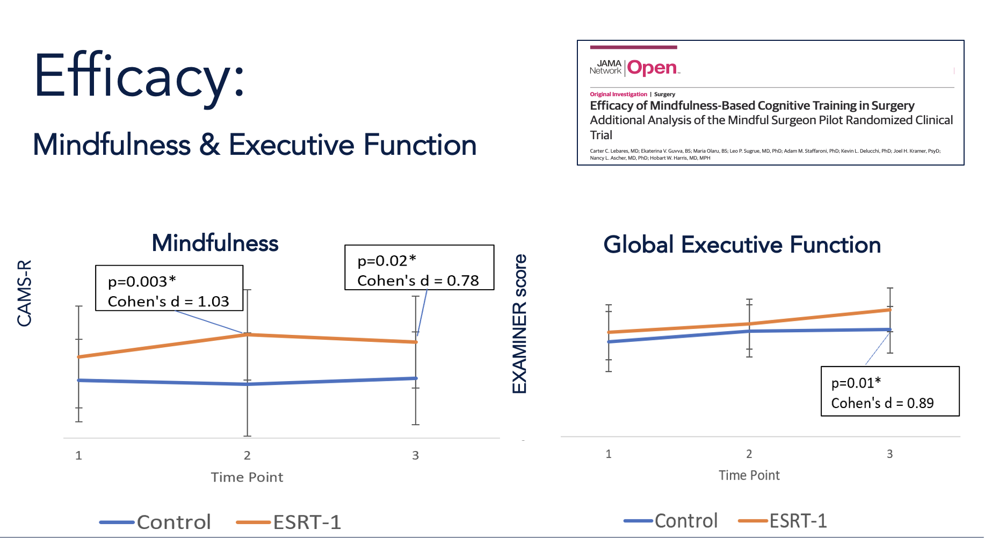 Efficacy:
Mindfulness & Executive Function
JAMA Network | Open™
Original Investigation | Surgery
Efficacy of Mindfulness-Based Cognitive Training in Surgery
Additional Analysis of the Mindful Surgeon Pilot Randomized Clinical
Trial
Carter C. Lebares, MD; Ekaterina V. Guvva, BS; Maria Olaru, BS; Leo P. Sugrue, MD, PhD; Adam M. Staffaroni, PhD; Kevin L. Delucchi, PhD; Joel H. Kramer, PsyD;
Nancy L. Ascher, MD, PhD; Hobart W. Harris, MD, MPH
Mindfulness
CAMS-R
p=0.003*
Cohen's d = 1.03
p=0.02*
Cohen's d = 0.78
1 2 3
Time Point
Control ESRT-1
Global Executive Function
EXAMINER score
p=0.01*
Cohen's d = 0.89
1 2 3
Time Point
Control ESRT-1